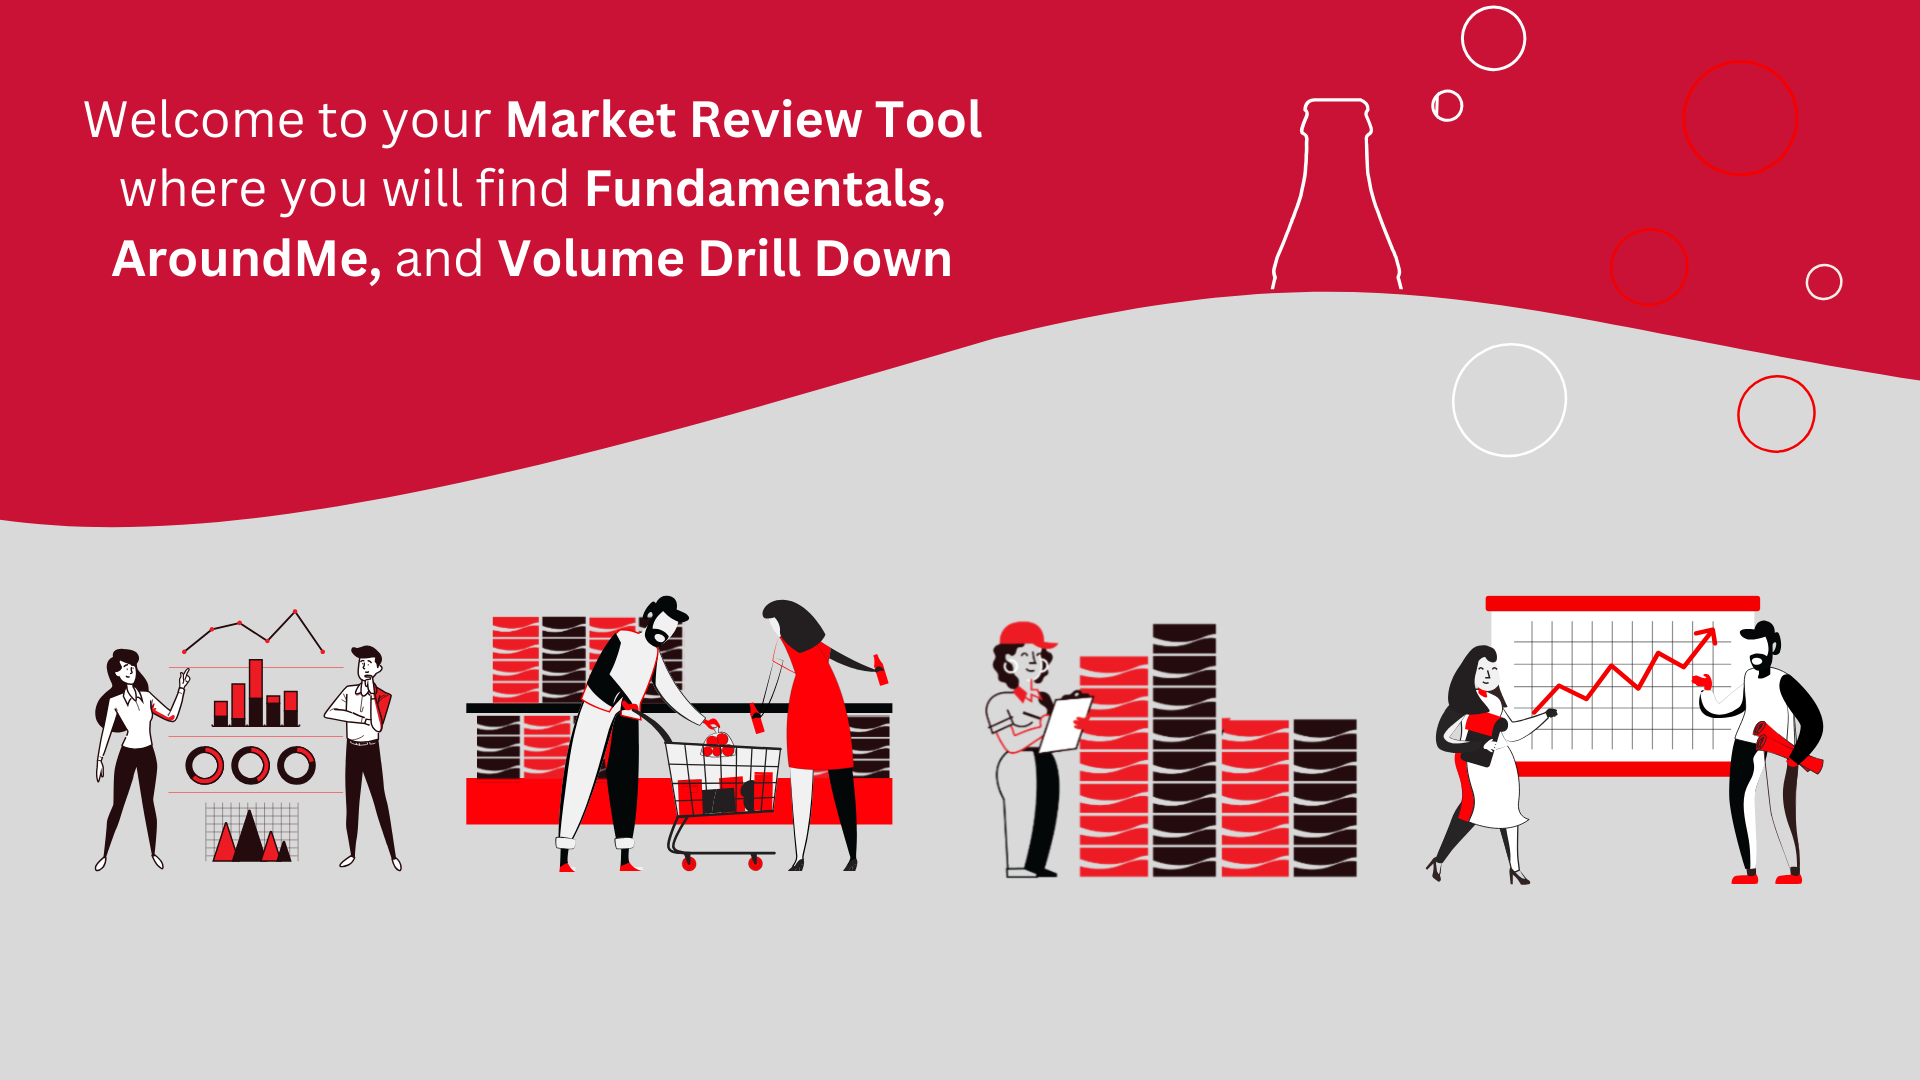 Welcome to your Market Review Tool
where you will find Fundamentals,
AroundMe, and Volume Drill Down